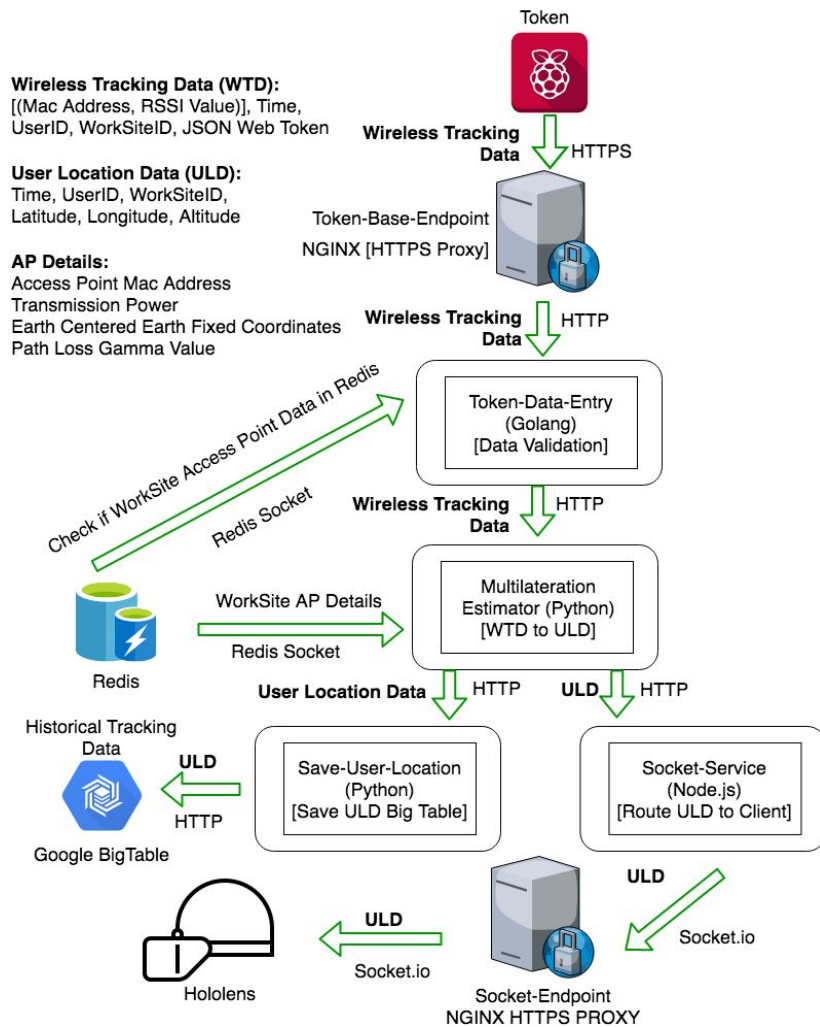 Token
Wireless Tracking Data (WTD):
[(Mac Address, RSSI Value)], Time,
UserID, WorkSiteID, JSON Web Token
User Location Data (ULD):
Time, UserID, WorkSiteID,
Latitude, Longitude, Altitude
AP Details:
Access Point Mac Address
Transmission Power
Earth Centered Earth Fixed Coordinates
Path Loss Gamma Value
Wireless Tracking
Data
HTTPS
Token-Base-Endpoint
NGINX [HTTPS Proxy]
Wireless Tracking
Data
HTTP
Token-Data-Entry
(Golang)
[Data Validation]
Check if WorkSite Access Point Data in Redis
Redis Socket
Wireless Tracking
Data
HTTP
Multilateration
Estimator (Python)
[WTD to ULD]
WorkSite AP Details
Redis Socket
Redis
User Location Data
HTTP
ULD
HTTP
Historical Tracking
Data
ULD
HTTP
Google BigTable
Save-User-Location
(Python)
[Save ULD Big Table]
Socket-Service
(Node.js)
[Route ULD to Client]
ULD
Socket.io
ULD
Socket.io
Hololens
Socket-Endpoint
NGINX HTTPS PROXY